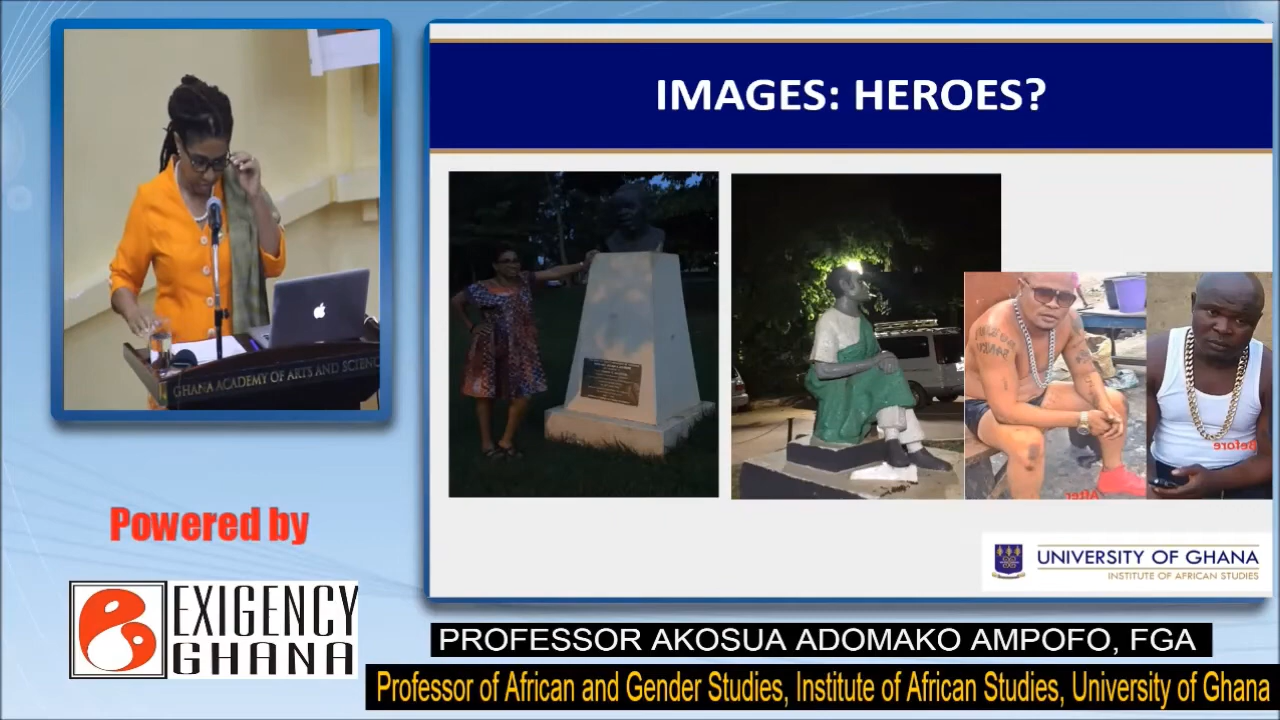 IMAGES: HEROES?
GHANA ACADEMY OF ARTS AND SCIENC
Before
After
UNIVERSITY OF GHANA
INSTITUTE OF AFRICAN STUDIES
Powered by
EXIGENCY
GHANA
PROFESSOR AKOSUA ADOMAKO AMPOFO, FGA
Professor of African and Gender Studies, Institute of African Studies, University of Ghana